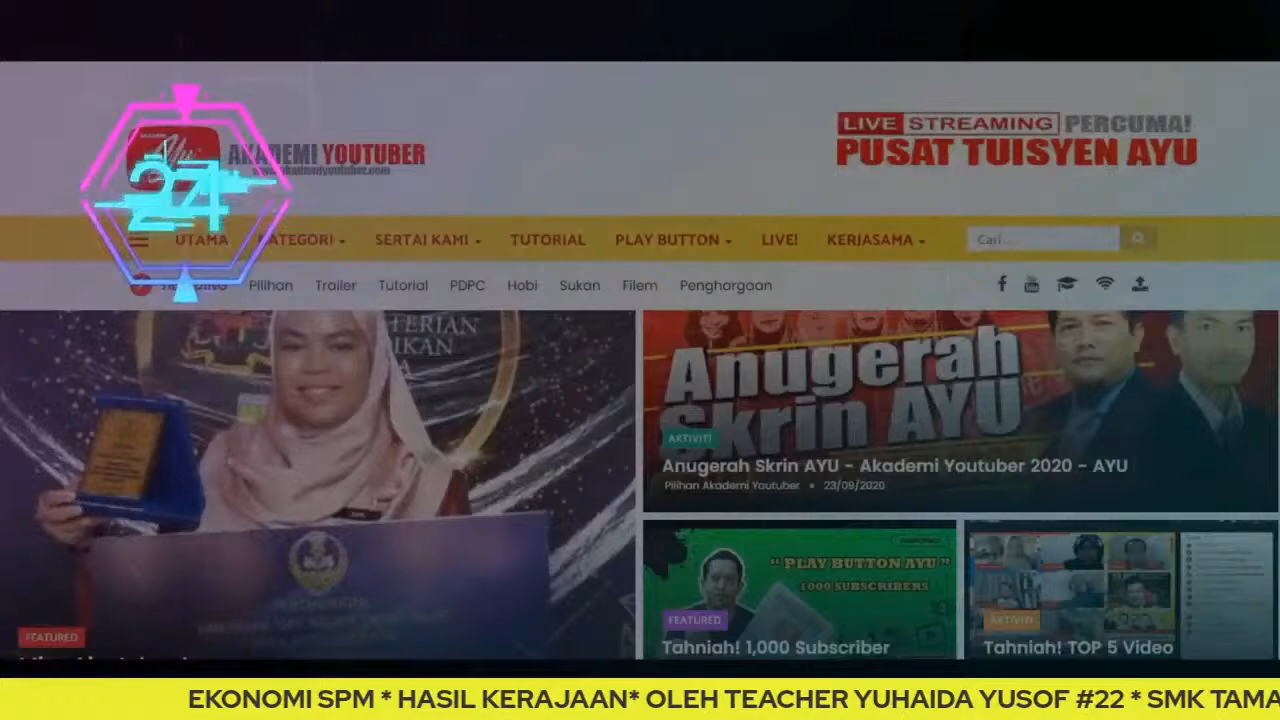 LIVE STREAMING PERCUMA!
PUSAT TUISYEN AYU
AKADEMI YOUTUBER
UTAMA KATEGORI SERTAI KAMI TUTORIAL PLAY BUTTON LIVE! KERJASAMA Cari ...
Pilihan Trailer Tutorial PDPC Hobi Sukan Filem Penghargaan
Anugerah
Skrin AYU
AKTIVITI
Anugerah Skrin AYU - Akademi Youtuber 2020 - AYU
Pilihan Akademi Youtuber • 23/09/2020
" PLAY BUTTON AYU "
1000 SUBSCRIBERS
FEATURED
Tahniah! 1,000 Subscriber
AKTIVITI
Tahniah! TOP 5 Video
FEATURED
EKONOMI SPM * HASIL KERAJAAN* OLEH TEACHER YUHAIDA YUSOF #22 * SMK TAMA